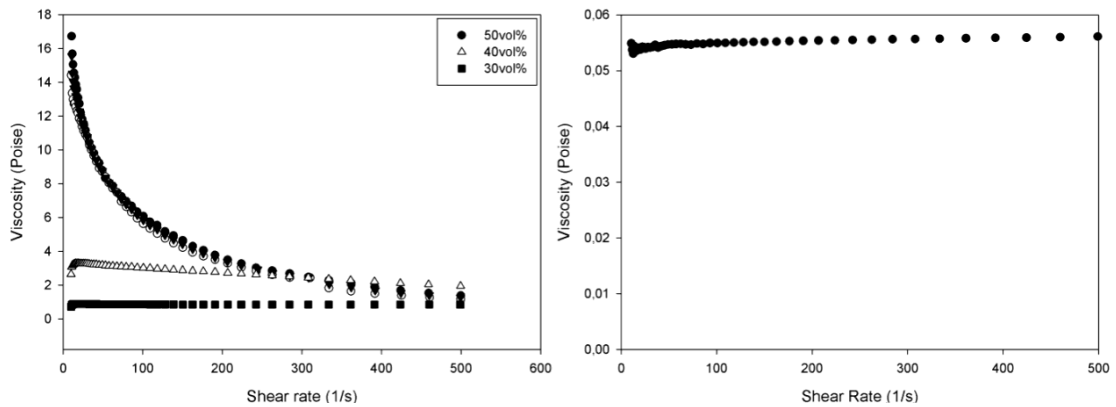 18
16
14
12
10
8
6
4
2
0
Viscosity (Poise)
0 100 200 300 400 500 600
Shear rate (1/s)
50vol%
40vol%
30vol%
0,06
0,05
0,04
0,03
0,02
0,01
0,00
Viscosity (Poise)
0 100 200 300 400 500
Shear Rate (1/s)